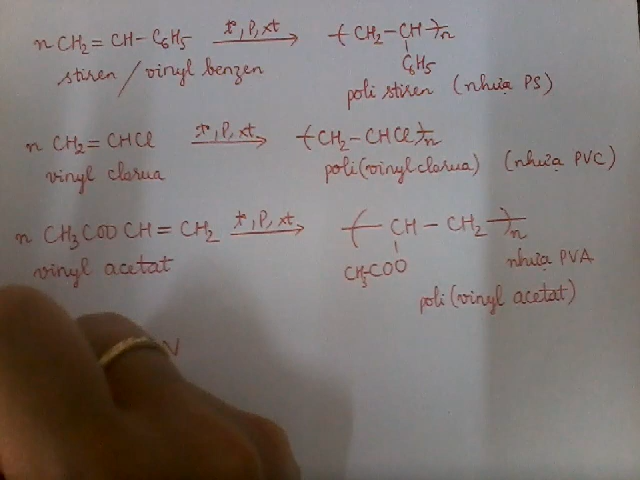 n CH₂ = CH - C₆H₅ t°, P, xt → ( CH₂ - CH )n
C₆H₅
stiren / vinyl benzen poli stiren (nhựa PS)
n CH₂ = CHCl t°, P, xt → ( CH₂ - CHCl )n
vinyl clorua poli(vinyl clorua) (nhựa PVC)
n CH₃COO CH = CH₂ t°, P, xt → ( CH - CH₂ )n
CH₃COO
vinyl acetat nhựa PVA
poli(vinyl acetat)
V